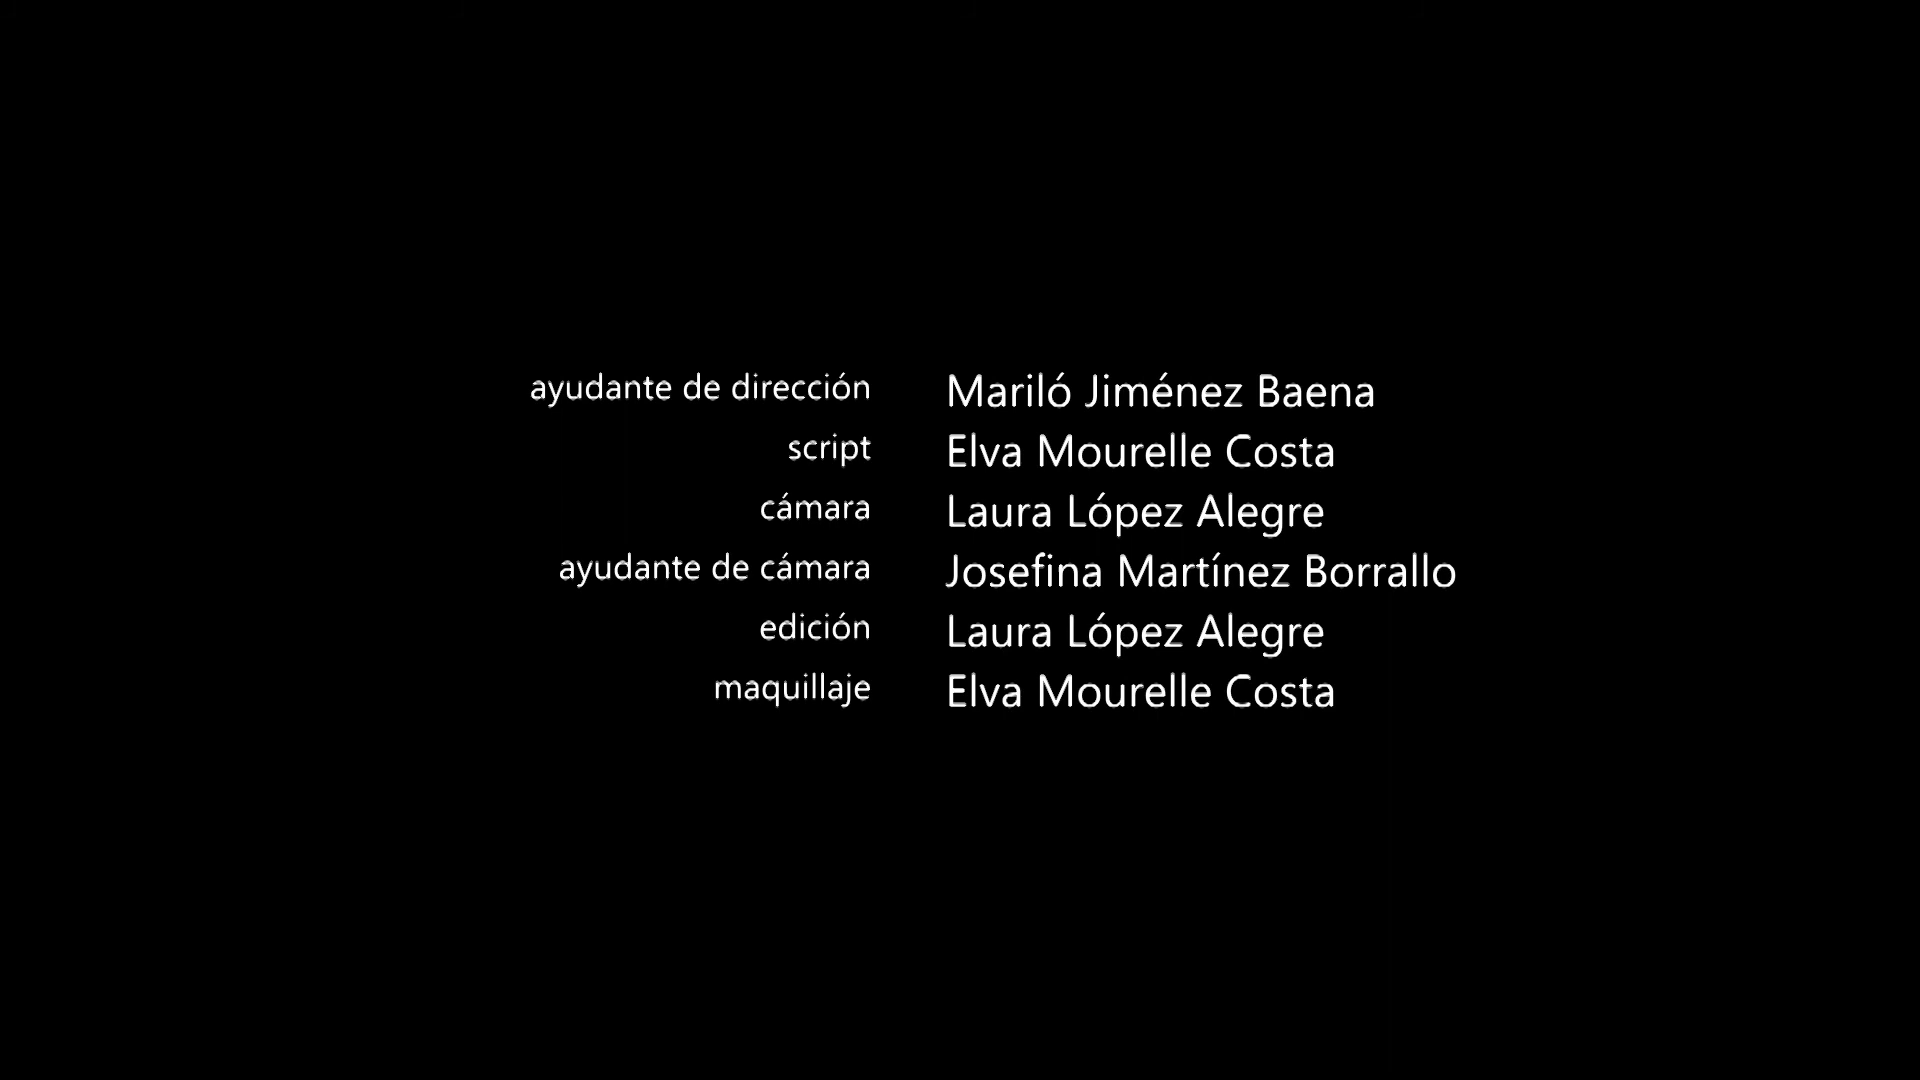 ayudante de dirección Mariló Jiménez Baena
script Elva Mourelle Costa
cámara Laura López Alegre
ayudante de cámara Josefina Martínez Borrallo
edición Laura López Alegre
maquillaje Elva Mourelle Costa